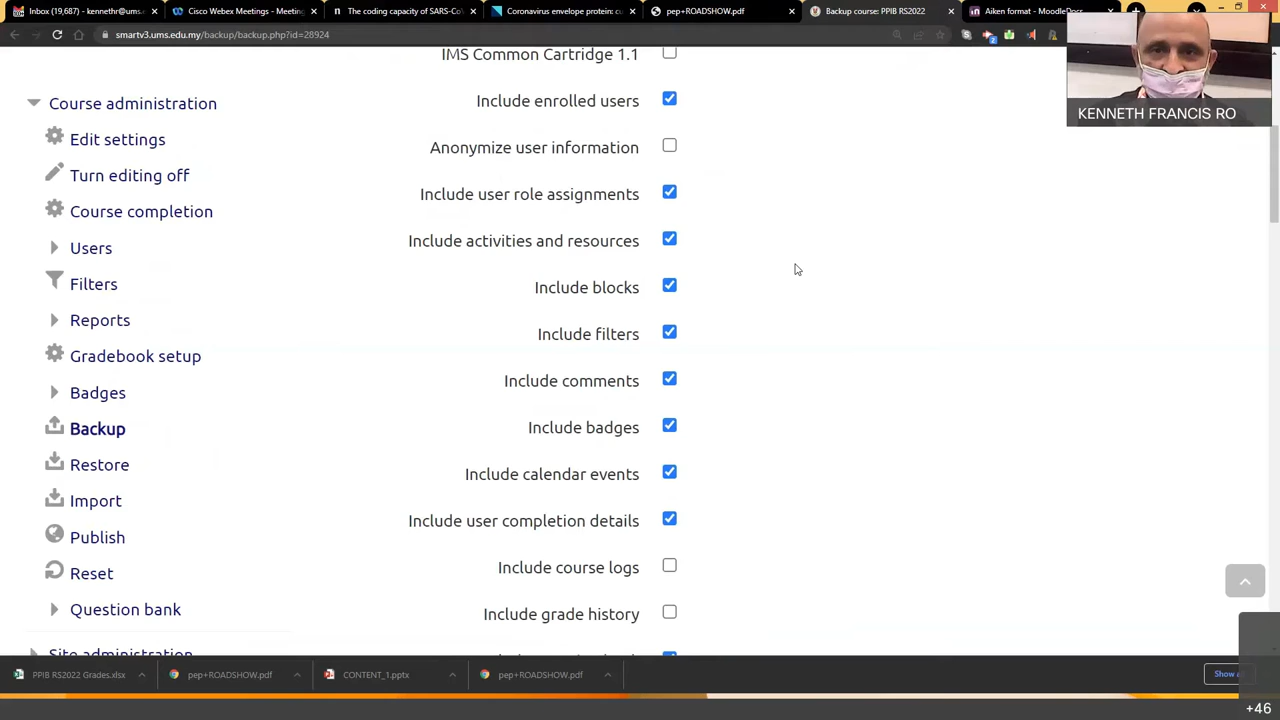 Inbox (19,687) - kennethr@ums.e
Cisco Webex Meetings - Meeting
The coding capacity of SARS-CoV
Coronavirus envelope protein: cu
pep+ROADSHOW.pdf
Backup course: PPIB RS2022
Aiken format - MoodleDocs
smartv3.ums.edu.my/backup/backup.php?id=28924
IMS Common Cartridge 1.1
KENNETH FRANCIS RO
Course administration
Include enrolled users
Edit settings
Anonymize user information
Turn editing off
Include user role assignments
Course completion
Include activities and resources
Users
Filters
Include blocks
Reports
Include filters
Gradebook setup
Include comments
Badges
Backup
Include badges
Restore
Include calendar events
Import
Include user completion details
Publish
Reset
Include course logs
Question bank
Include grade history
Site administration
PPIB RS2022 Grades.xlsx
pep+ROADSHOW.pdf
CONTENT_1.pptx
pep+ROADSHOW.pdf
Show
+46